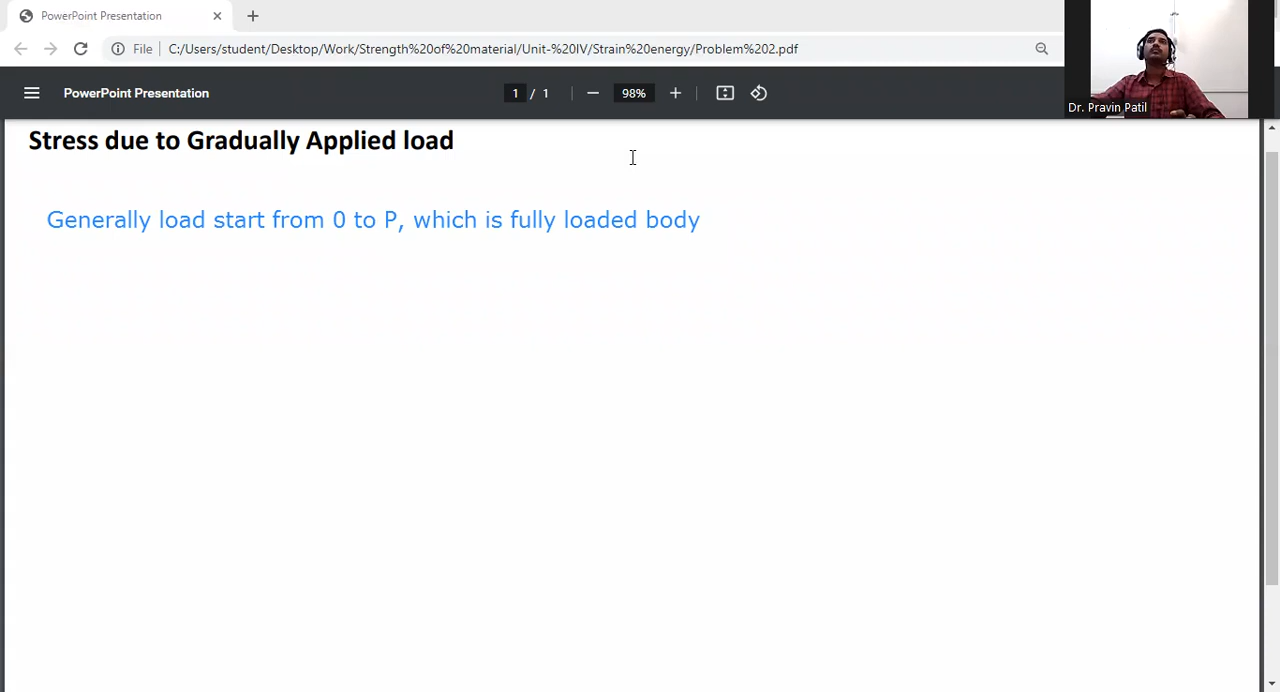 PowerPoint Presentation
File C:/Users/student/Desktop/Work/Strength%20of%20material/Unit-%20IV/Strain%20energy/Problem%202.pdf
PowerPoint Presentation 1 / 1 98%
Dr. Pravin Patil
Stress due to Gradually Applied load
Generally load start from 0 to P, which is fully loaded body